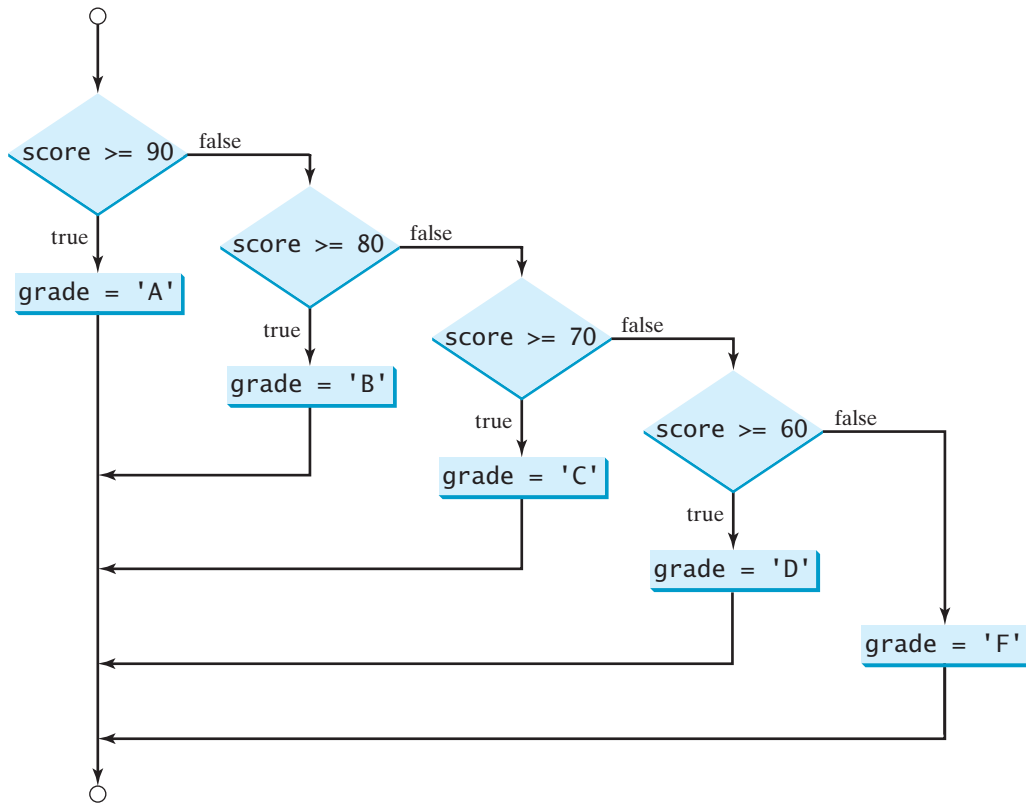 score >= 90
false
true
grade = 'A'
score >= 80
false
true
grade = 'B'
score >= 70
false
true
grade = 'C'
score >= 60
false
true
grade = 'D'
grade = 'F'